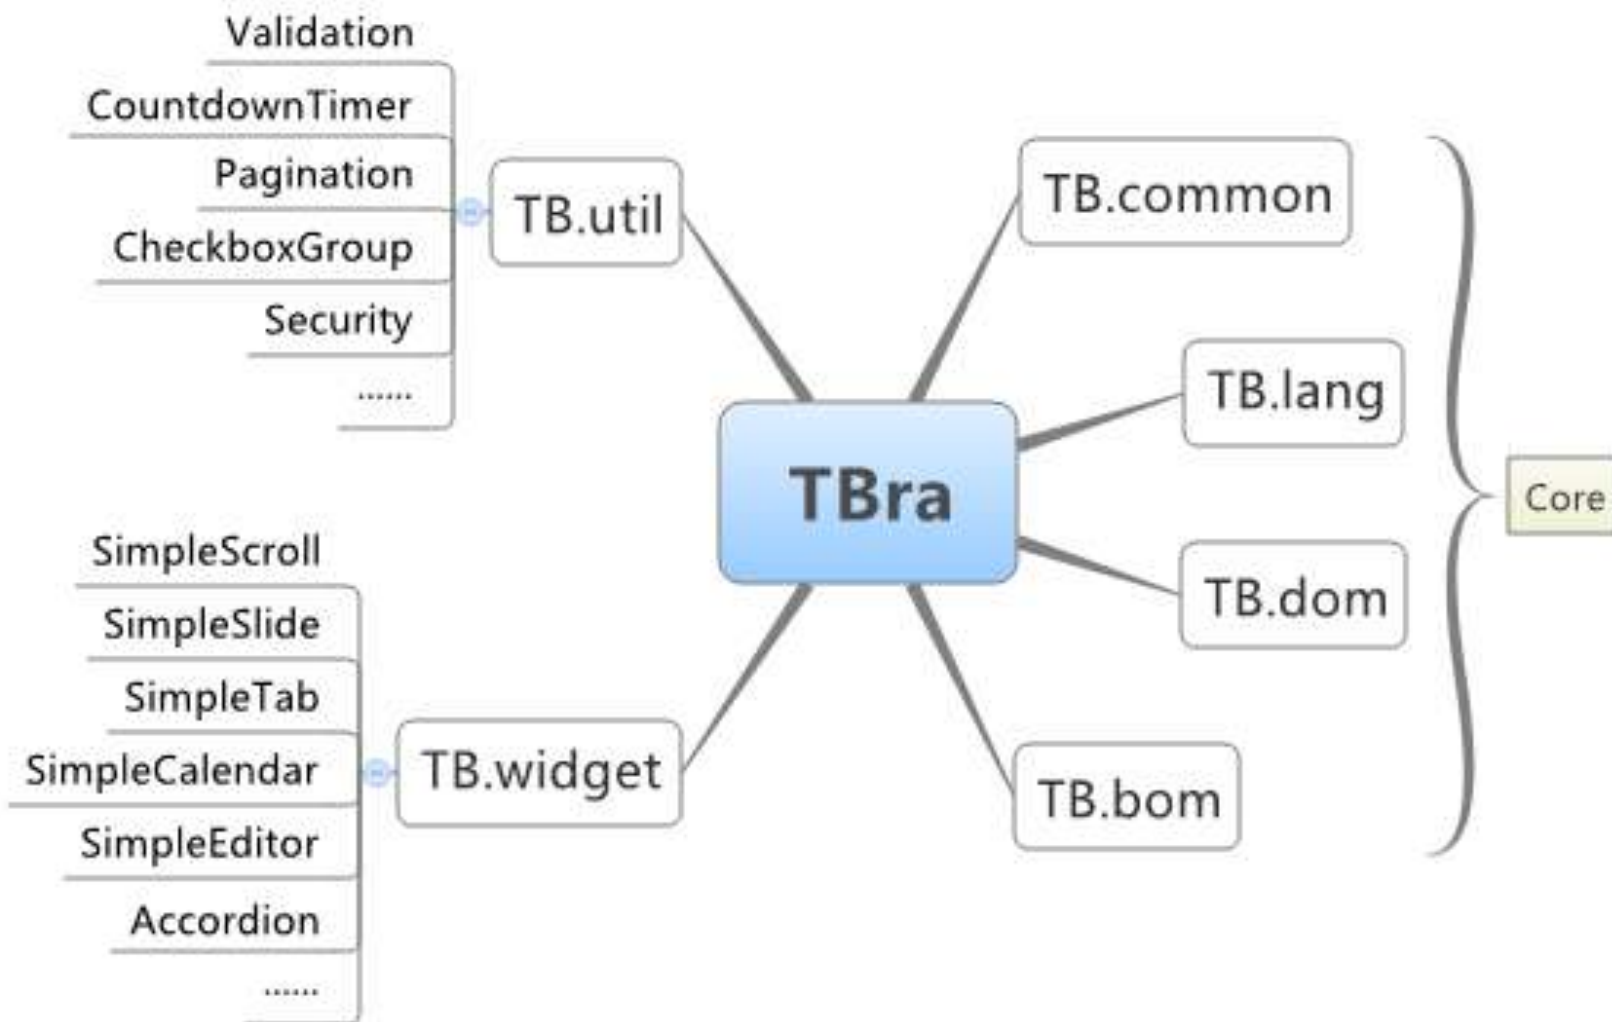 Validation
CountdownTimer
Pagination
CheckboxGroup
Security
......
TB.util
SimpleScroll
SimpleSlide
SimpleTab
SimpleCalendar
SimpleEditor
Accordion
......
TB.widget
TBra
TB.common
TB.lang
TB.dom
TB.bom
Core